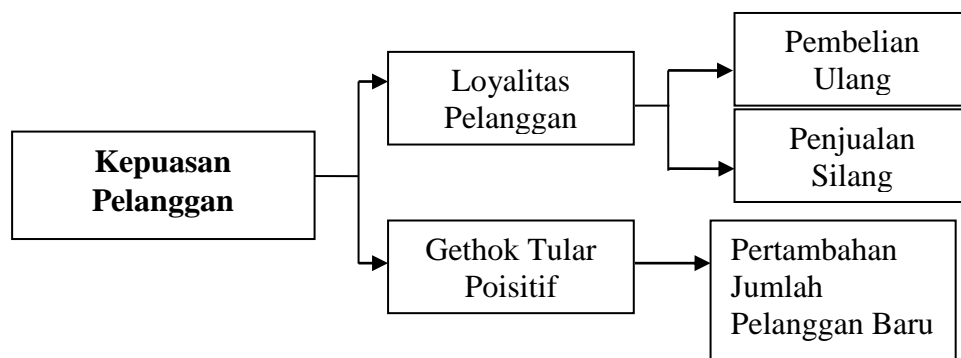 Kepuasan
Pelanggan
Loyalitas
Pelanggan
Pembelian
Ulang
Penjualan
Silang
Gethok Tular
Poisitif
Pertambahan
Jumlah
Pelanggan Baru